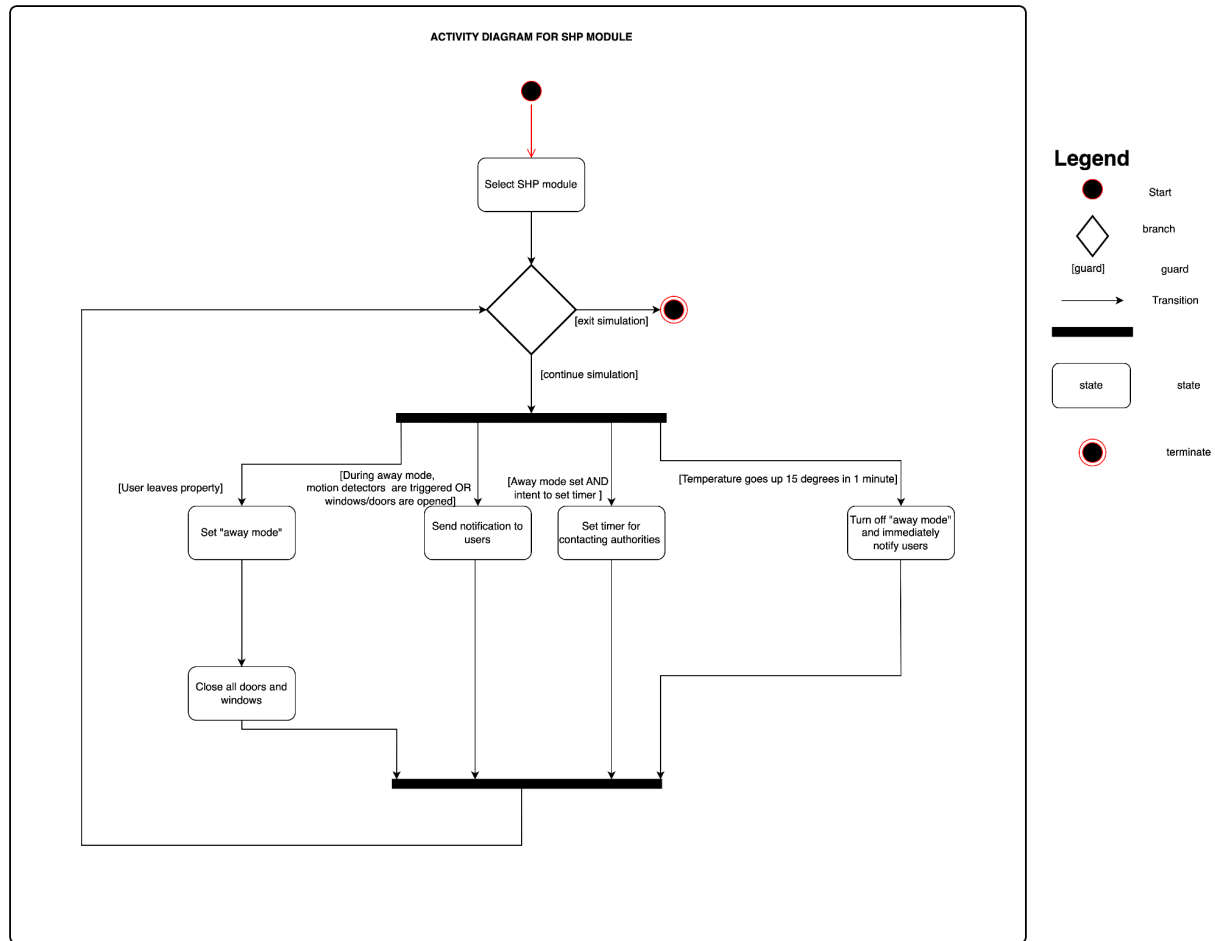 ACTIVITY DIAGRAM FOR SHP MODULE
Select SHP module
[exit simulation]
[continue simulation]
[User leaves property]
[During away mode,
motion detectors are triggered OR
windows/doors are opened]
[Away mode set AND
intent to set timer ]
[Temperature goes up 15 degrees in 1 minute]
Set "away mode"
Send notification to
users
Set timer for
contacting authorities
Turn off "away mode"
and immediately
notify users
Close all doors and
windows
Legend
Start
branch
[guard] guard
Transition
state state
terminate